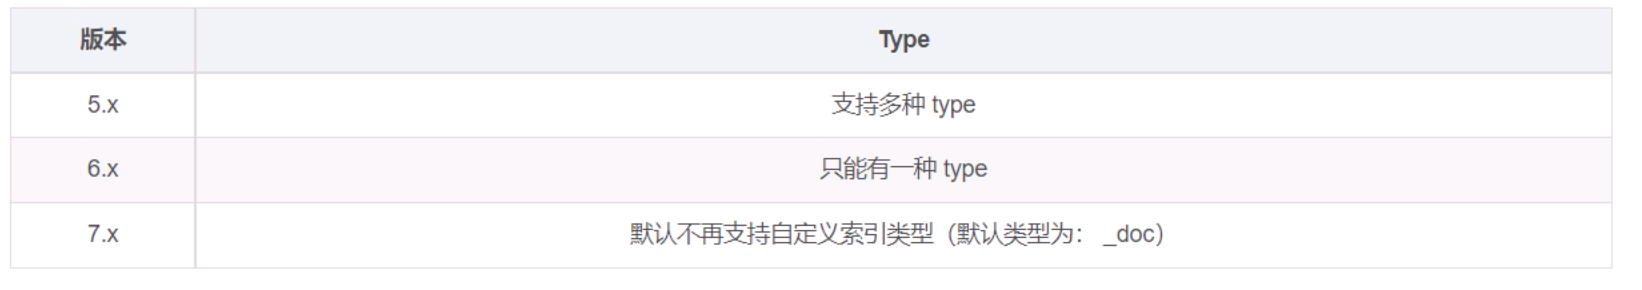 版本 Type
5.x 支持多种 type
6.x 只能有一种 type
7.x 默认不再支持自定义索引类型（默认类型为： _doc）